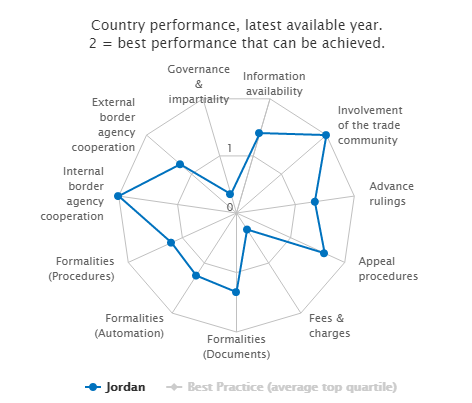 Country performance, latest available year.
2 = best performance that can be achieved.
Governance
&
impartiality
Information
availability
External
border
agency
cooperation
Involvement
of the trade
community
1
Internal
border
agency
cooperation
Advance
rulings
0
Formalities
(Procedures)
Appeal
procedures
Formalities
(Automation)
Fees &
charges
Formalities
(Documents)
Jordan
Best Practice (average top quartile)